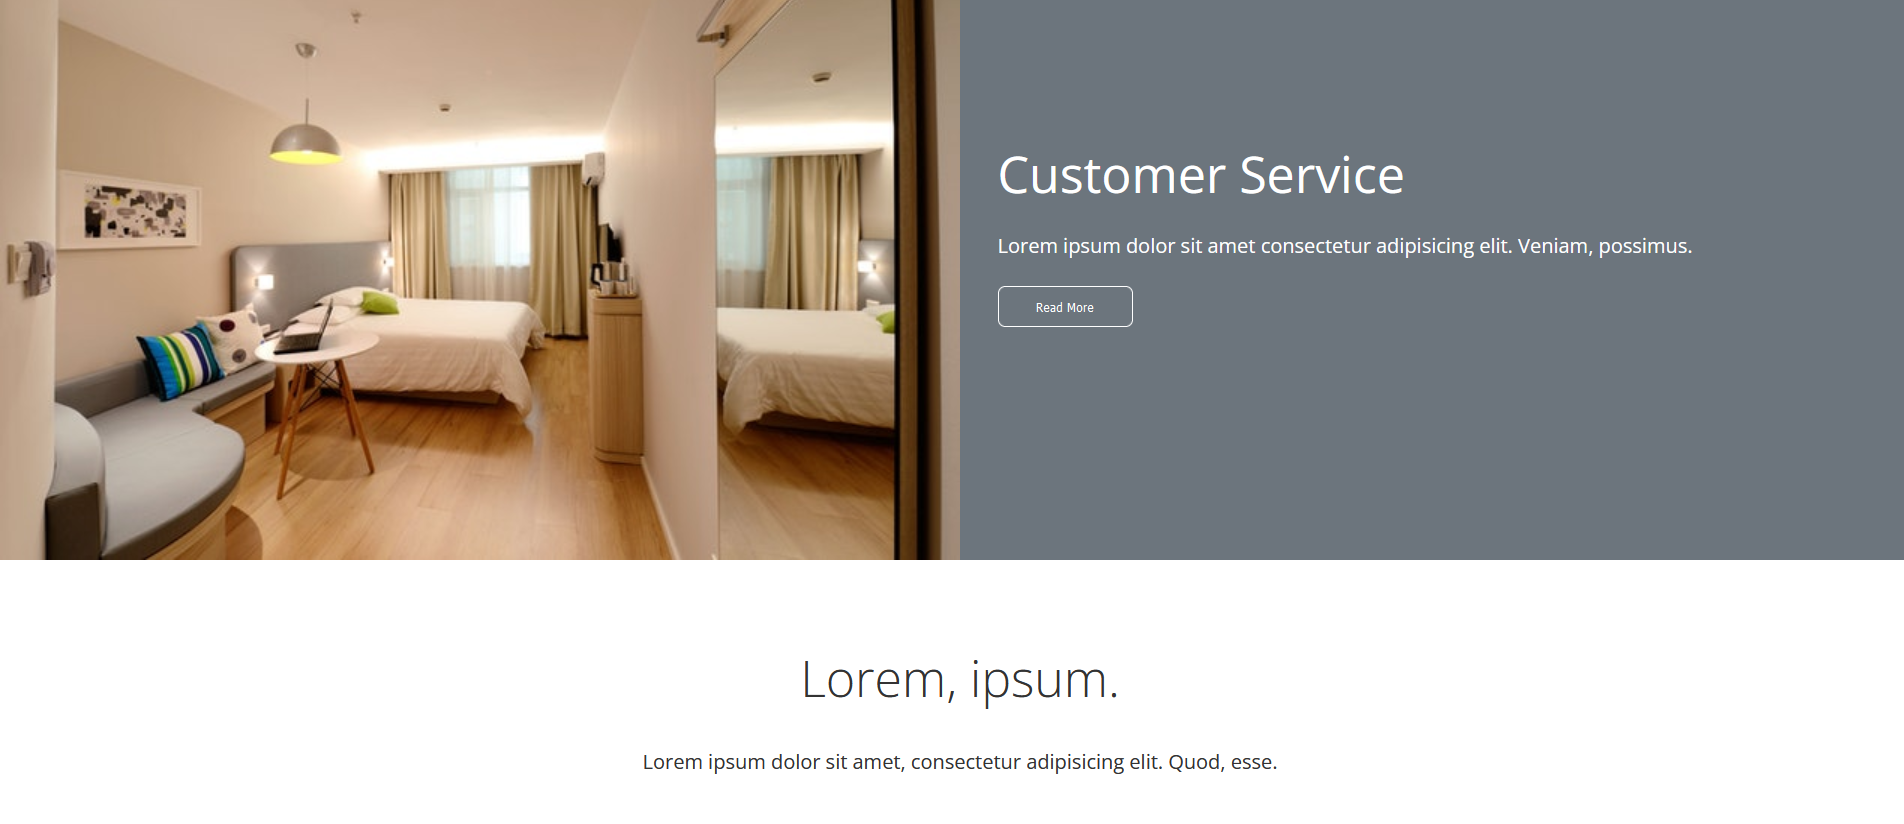 Customer Service
Lorem ipsum dolor sit amet consectetur adipisicing elit. Veniam, possimus.
Read More
Lorem, ipsum.
Lorem ipsum dolor sit amet, consectetur adipisicing elit. Quod, esse.